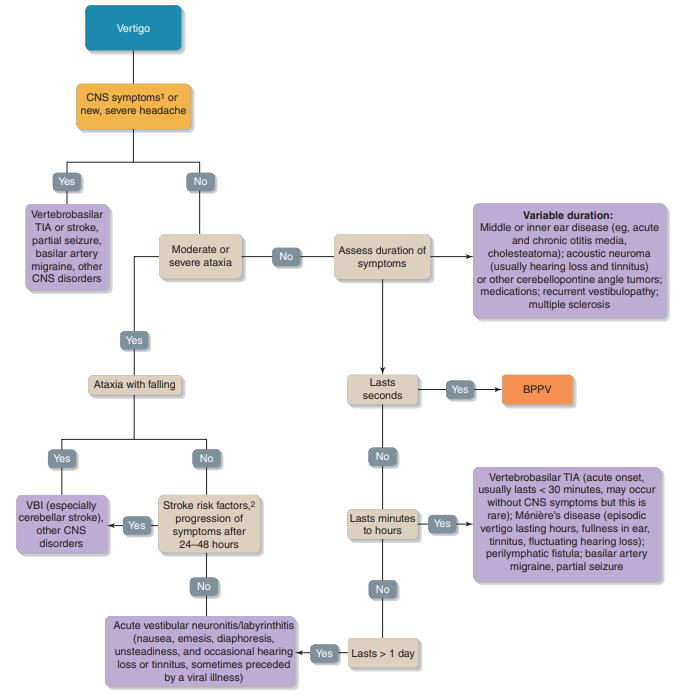 Vertigo
CNS symptoms¹ or
new, severe headache
Yes
No
Vertebrobasilar
TIA or stroke,
partial seizure,
basilar artery
migraine, other
CNS disorders
Moderate or
severe ataxia
No
Assess duration of
symptoms
Variable duration:
Middle or inner ear disease (eg, acute
and chronic otitis media,
cholesteatoma); acoustic neuroma
(usually hearing loss and tinnitus)
or other cerebellopontine angle tumors;
medications; recurrent vestibulopathy;
multiple sclerosis
Yes
Ataxia with falling
Lasts
seconds
Yes
BPPV
Yes
No
No
VBI (especially
cerebellar stroke),
other CNS
disorders
Yes
Stroke risk factors,²
progression of
symptoms after
24–48 hours
Lasts minutes
to hours
Yes
Vertebrobasilar TIA (acute onset,
usually lasts < 30 minutes, may occur
without CNS symptoms but this is
rare); Ménière's disease (episodic
vertigo lasting hours, fullness in ear,
tinnitus, fluctuating hearing loss);
perilymphatic fistula; basilar artery
migraine, partial seizure
No
No
Acute vestibular neuronitis/labyrinthitis
(nausea, emesis, diaphoresis,
unsteadiness, and occasional hearing
loss or tinnitus, sometimes preceded
by a viral illness)
Yes
Lasts > 1 day